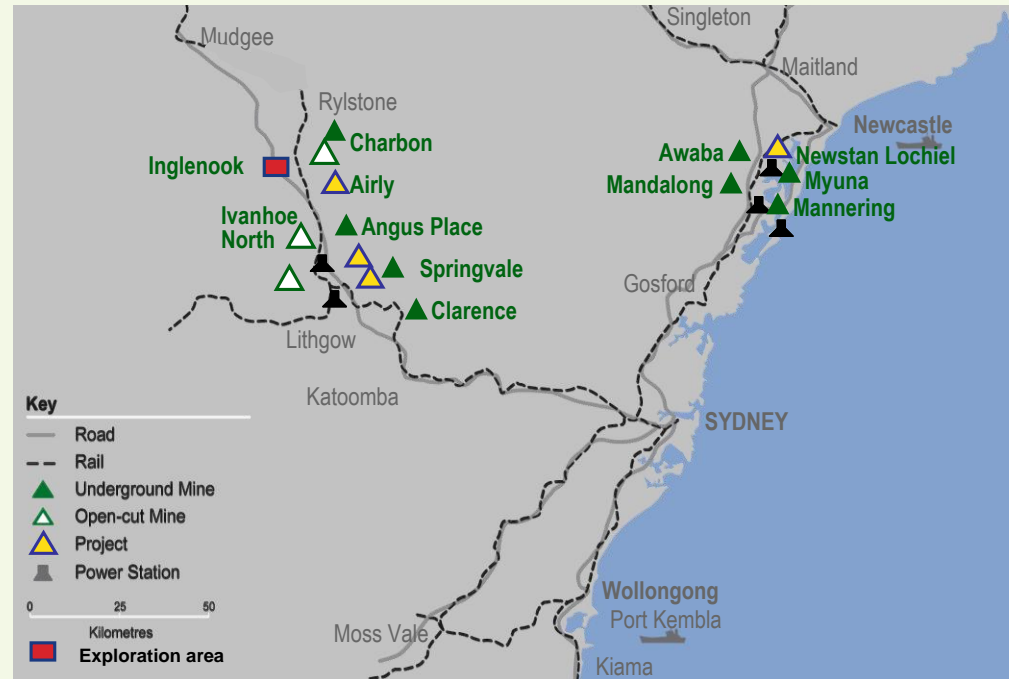 Singleton
Mudgee
Maitland
Rylstone
Newcastle
Charbon
Awaba
Newstan Lochiel
Inglenook
Myuna
Airly
Mandalong
Mannering
Ivanhoe
North
Angus Place
Springvale
Gosford
Clarence
Lithgow
Katoomba
SYDNEY
Key
Road
Rail
Underground Mine
Open-cut Mine
Project
Power Station
0 25 50
Kilometres
Exploration area
Wollongong
Port Kembla
Moss Vale
Kiama